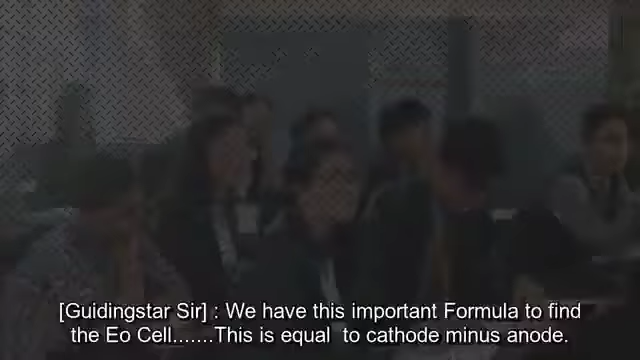 [Guidingstar Sir] : We have this important Formula to find
the Eo Cell.......This is equal  to cathode minus anode.